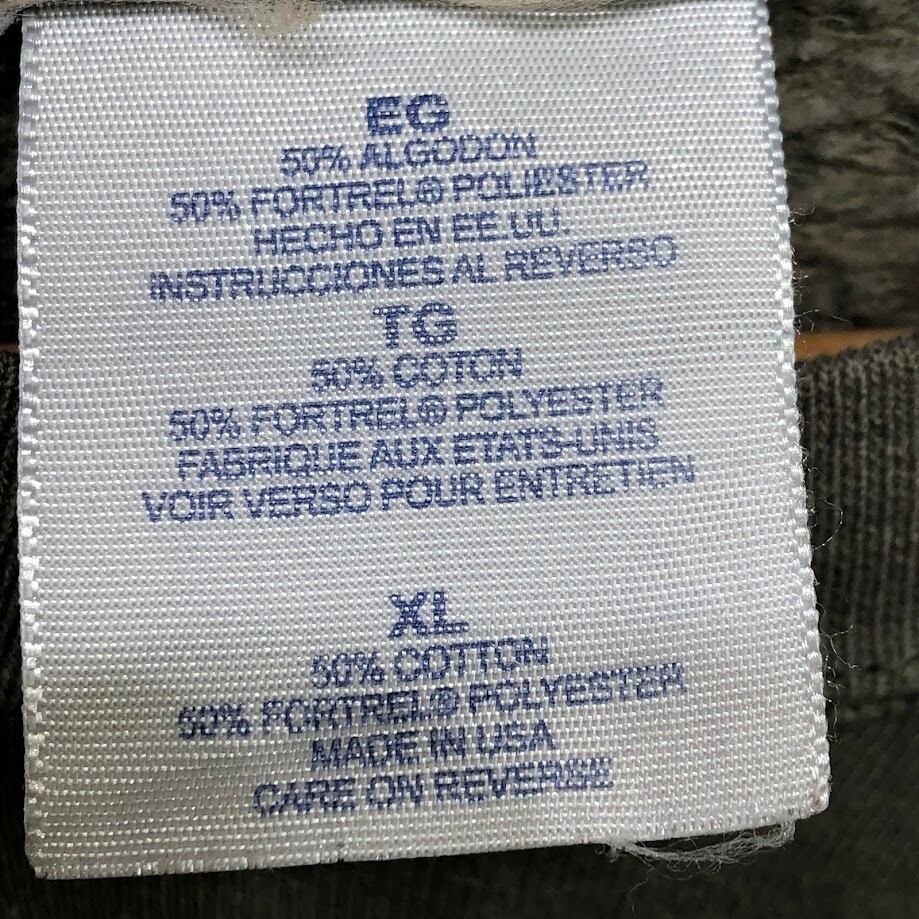 EG
50% ALGODON
50% FORTREL® POLIESTER
HECHO EN EE.UU.
INSTRUCCIONES AL REVERSO
TG
50% COTON
50% FORTREL® POLYESTER
FABRIQUE AUX ETATS-UNIS
VOIR VERSO POUR ENTRETIEN
XL
50% COTTON
50% FORTREL® POLYESTER
MADE IN USA
CARE ON REVERSE